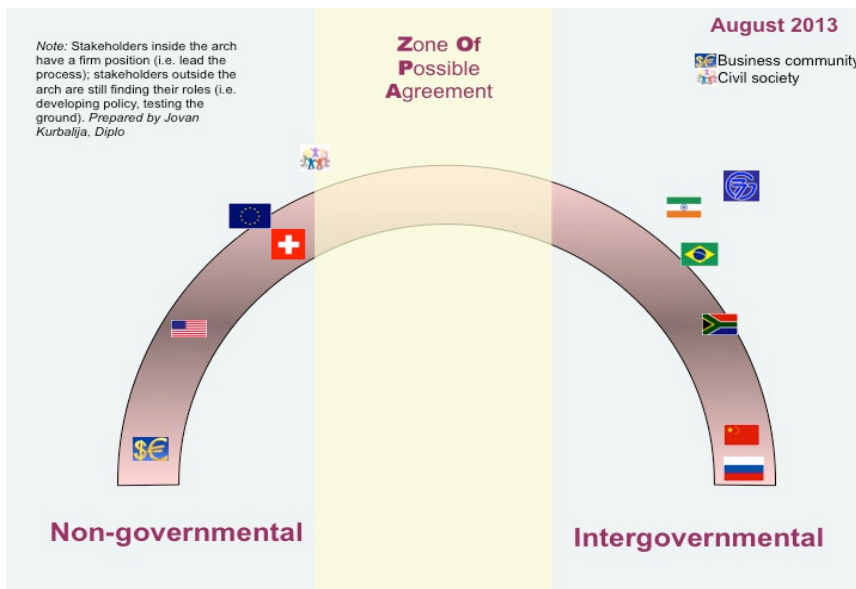 Note: Stakeholders inside the arch
have a firm position (i.e. lead the
process); stakeholders outside the
arch are still finding their roles (i.e.
developing policy, testing the
ground). Prepared by Jovan
Kurbalija, Diplo
Zone Of
Possible
Agreement
August 2013
$€ Business community
Civil society
G77
$€
Non-governmental
Intergovernmental